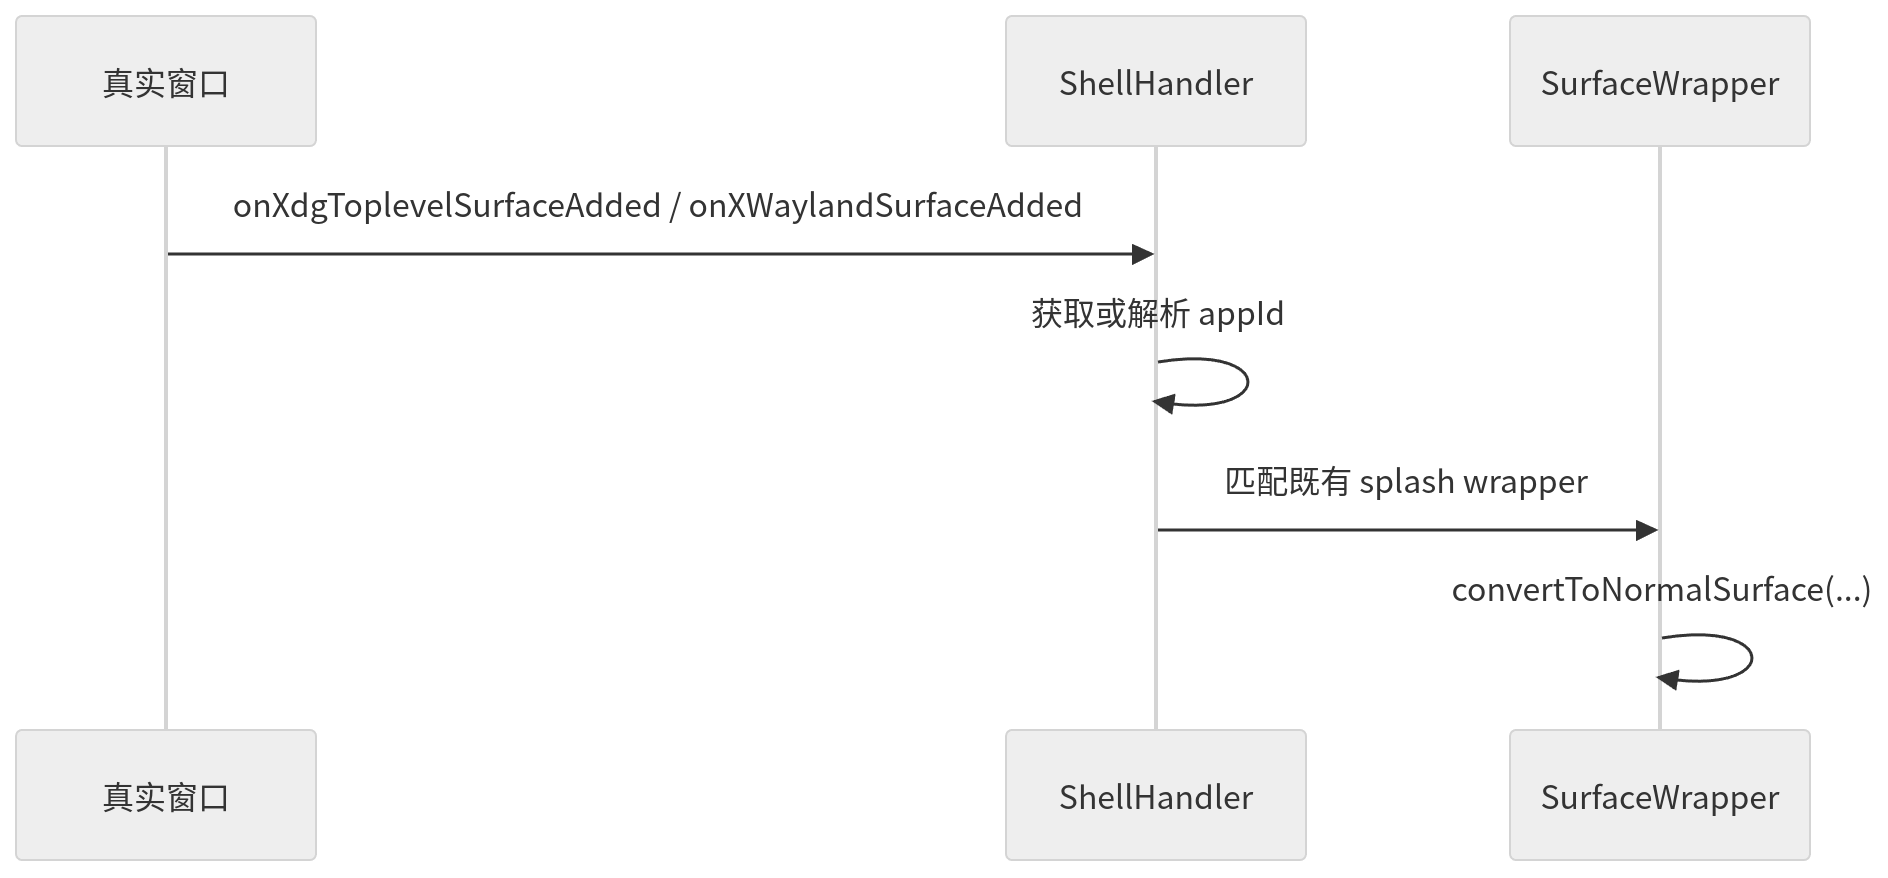 真实窗口
ShellHandler
SurfaceWrapper
onXdgToplevelSurfaceAdded / onXWaylandSurfaceAdded
获取或解析 appId
匹配既有 splash wrapper
convertToNormalSurface(...)
真实窗口
ShellHandler
SurfaceWrapper